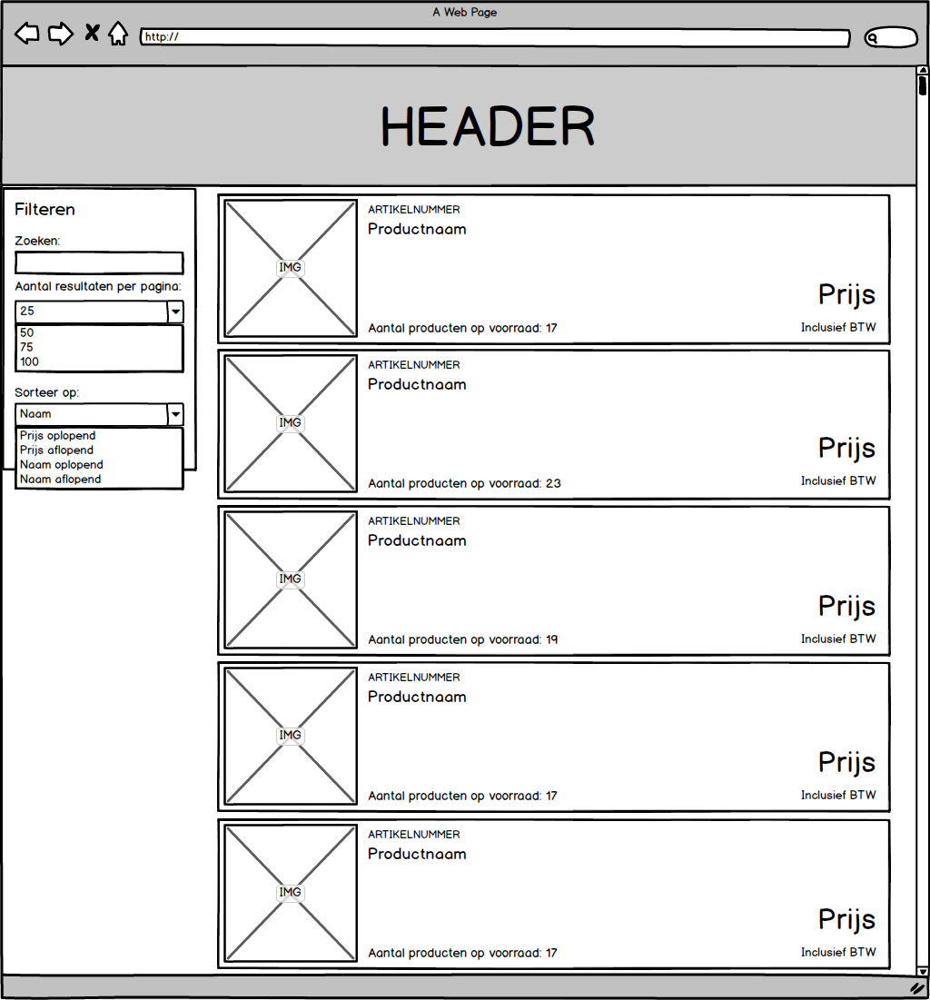 A Web Page
http://
HEADER
Filteren
Zoeken:
Aantal resultaten per pagina:
25
50
75
100
Sorteer op:
Naam
Prijs oplopend
Prijs aflopend
Naam oplopend
Naam aflopend
IMG
ARTIKELNUMMER
Productnaam
Prijs
Aantal producten op voorraad: 17
Inclusief BTW
IMG
ARTIKELNUMMER
Productnaam
Prijs
Aantal producten op voorraad: 23
Inclusief BTW
IMG
ARTIKELNUMMER
Productnaam
Prijs
Aantal producten op voorraad: 19
Inclusief BTW
IMG
ARTIKELNUMMER
Productnaam
Prijs
Aantal producten op voorraad: 17
Inclusief BTW
IMG
ARTIKELNUMMER
Productnaam
Prijs
Aantal producten op voorraad: 17
Inclusief BTW